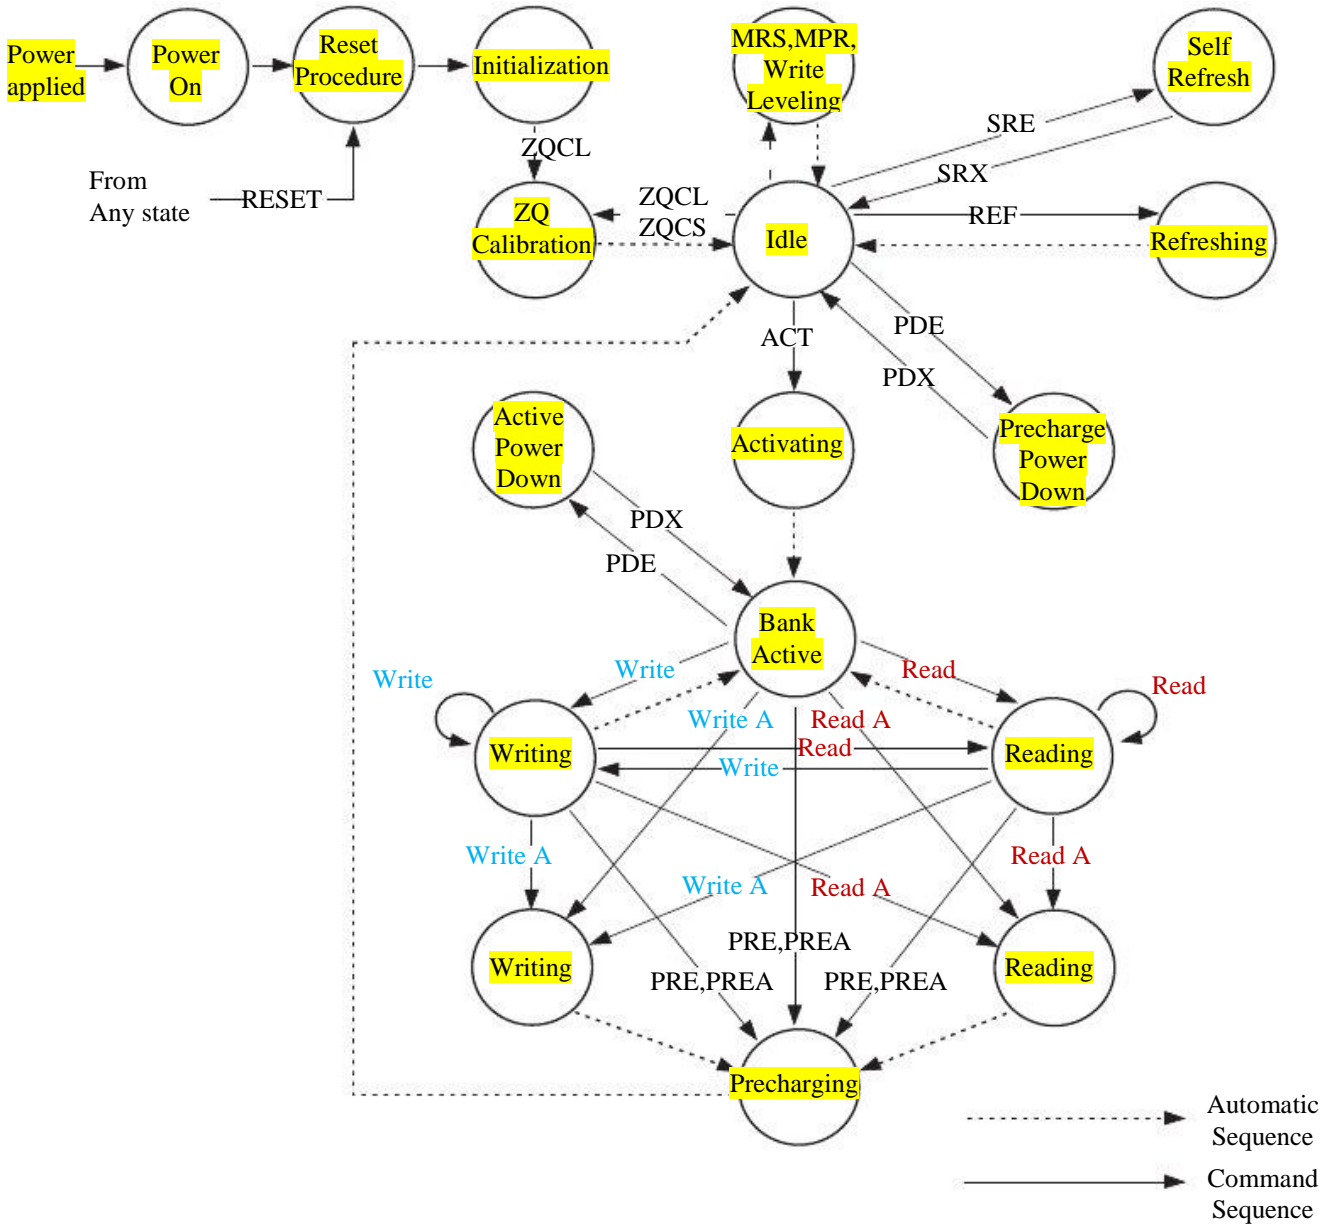 Power
applied
Power
On
Reset
Procedure
Initialization
MRS,MPR,
Write
Leveling
Self
Refresh
From
Any state
RESET
ZQCL
ZQ
Calibration
ZQCL
ZQCS
Idle
SRE
SRX
REF
Refreshing
ACT
PDE
PDX
Active
Power
Down
Activating
Precharge
Power
Down
PDX
PDE
Bank
Active
Write
Write
Read
Read
Write A
Read A
Writing
Read
Write
Reading
Write A
Write A
Read A
Read A
Writing
PRE,PREA
PRE,PREA
PRE,PREA
Reading
Precharging
Automatic
Sequence
Command
Sequence